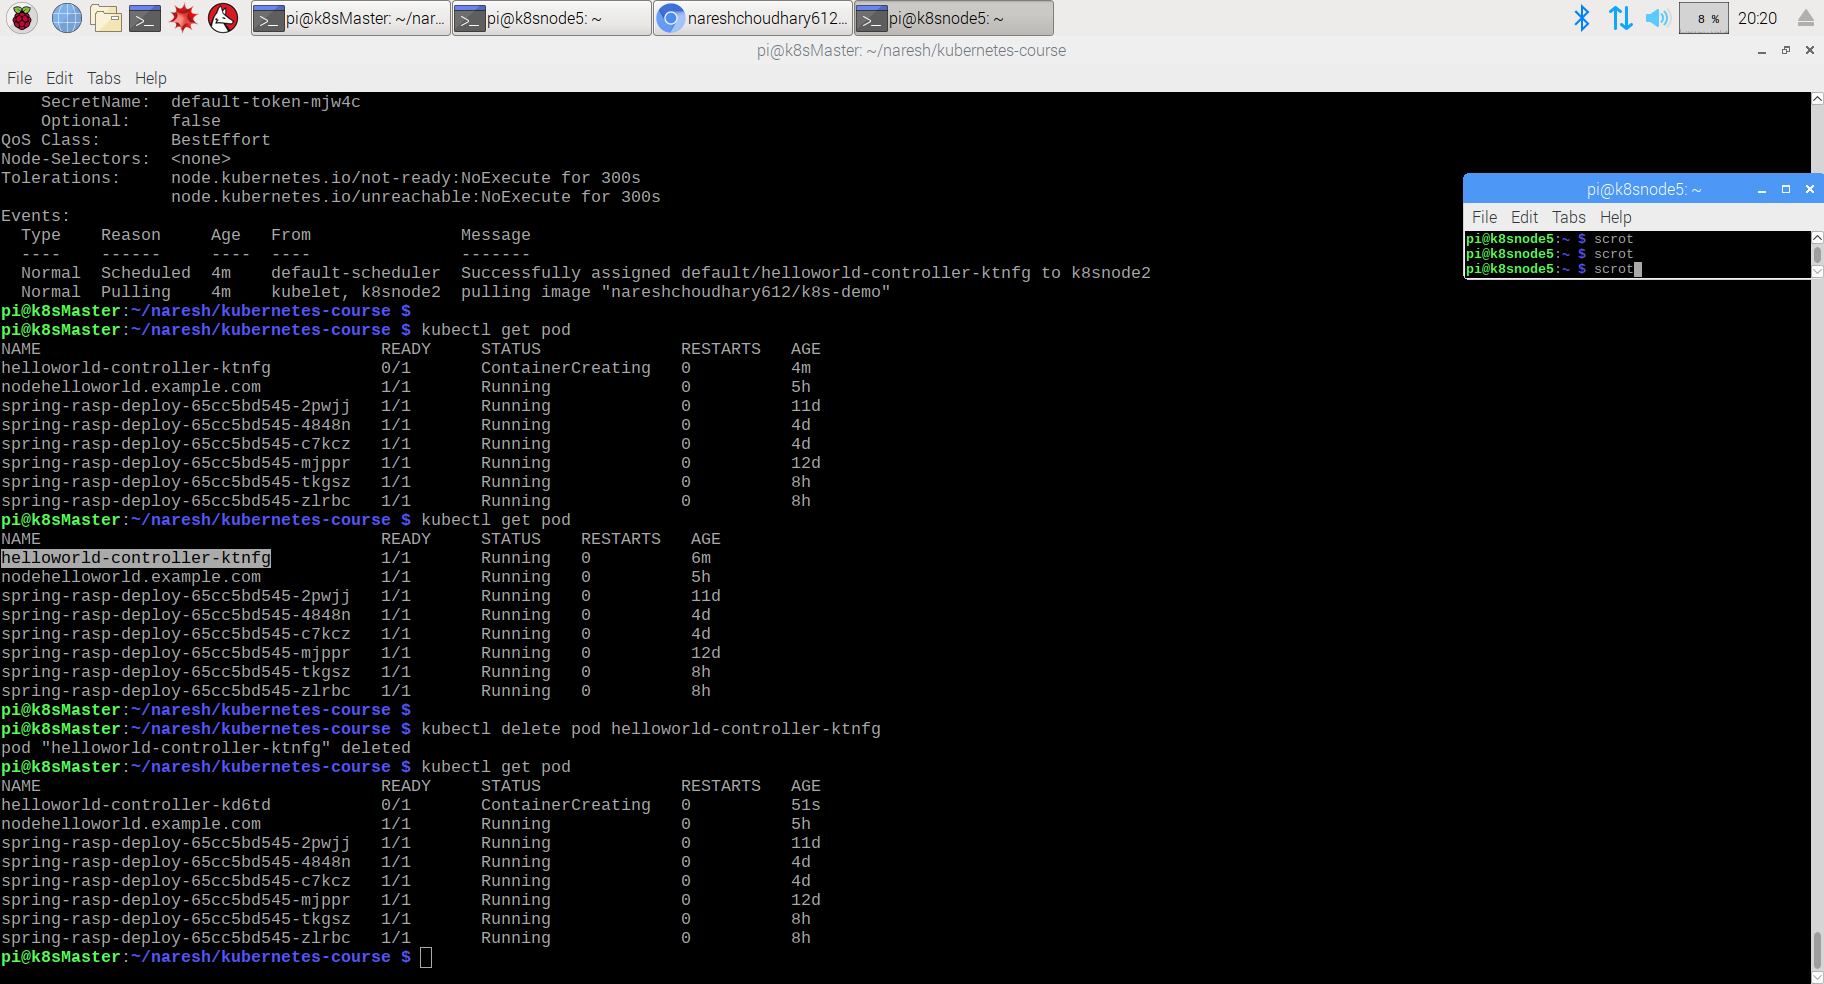 pi@k8sMaster: ~/nar...
pi@k8snode5: ~
nareshchoudhary612...
pi@k8snode5: ~
8 %
20:20
pi@k8sMaster: ~/naresh/kubernetes-course
File Edit Tabs Help
    SecretName:  default-token-mjw4c
    Optional:    false
QoS Class:       BestEffort
Node-Selectors:  <none>
Tolerations:     node.kubernetes.io/not-ready:NoExecute for 300s
                 node.kubernetes.io/unreachable:NoExecute for 300s
Events:
  Type    Reason     Age   From               Message
  ----    ------     ----  ----               -------
  Normal  Scheduled  4m    default-scheduler  Successfully assigned default/helloworld-controller-ktnfg to k8snode2
  Normal  Pulling    4m    kubelet, k8snode2  pulling image "nareshchoudhary612/k8s-demo"
pi@k8sMaster:~/naresh/kubernetes-course $
pi@k8sMaster:~/naresh/kubernetes-course $ kubectl get pod
NAME                                  READY     STATUS              RESTARTS   AGE
helloworld-controller-ktnfg           0/1       ContainerCreating   0          4m
nodehelloworld.example.com            1/1       Running             0          5h
spring-rasp-deploy-65cc5bd545-2pwjj   1/1       Running             0          11d
spring-rasp-deploy-65cc5bd545-4848n   1/1       Running             0          4d
spring-rasp-deploy-65cc5bd545-c7kcz   1/1       Running             0          4d
spring-rasp-deploy-65cc5bd545-mjppr   1/1       Running             0          12d
spring-rasp-deploy-65cc5bd545-tkgsz   1/1       Running             0          8h
spring-rasp-deploy-65cc5bd545-zlrbc   1/1       Running             0          8h
pi@k8sMaster:~/naresh/kubernetes-course $ kubectl get pod
NAME                                  READY     STATUS    RESTARTS   AGE
helloworld-controller-ktnfg           1/1       Running   0          6m
nodehelloworld.example.com            1/1       Running   0          5h
spring-rasp-deploy-65cc5bd545-2pwjj   1/1       Running   0          11d
spring-rasp-deploy-65cc5bd545-4848n   1/1       Running   0          4d
spring-rasp-deploy-65cc5bd545-c7kcz   1/1       Running   0          4d
spring-rasp-deploy-65cc5bd545-mjppr   1/1       Running   0          12d
spring-rasp-deploy-65cc5bd545-tkgsz   1/1       Running   0          8h
spring-rasp-deploy-65cc5bd545-zlrbc   1/1       Running   0          8h
pi@k8sMaster:~/naresh/kubernetes-course $
pi@k8sMaster:~/naresh/kubernetes-course $ kubectl delete pod helloworld-controller-ktnfg
pod "helloworld-controller-ktnfg" deleted
pi@k8sMaster:~/naresh/kubernetes-course $ kubectl get pod
NAME                                  READY     STATUS              RESTARTS   AGE
helloworld-controller-kd6td           0/1       ContainerCreating   0          51s
nodehelloworld.example.com            1/1       Running             0          5h
spring-rasp-deploy-65cc5bd545-2pwjj   1/1       Running             0          11d
spring-rasp-deploy-65cc5bd545-4848n   1/1       Running             0          4d
spring-rasp-deploy-65cc5bd545-c7kcz   1/1       Running             0          4d
spring-rasp-deploy-65cc5bd545-mjppr   1/1       Running             0          12d
spring-rasp-deploy-65cc5bd545-tkgsz   1/1       Running             0          8h
spring-rasp-deploy-65cc5bd545-zlrbc   1/1       Running             0          8h
pi@k8sMaster:~/naresh/kubernetes-course $
pi@k8snode5: ~
File Edit Tabs Help
pi@k8snode5:~ $ scrot
pi@k8snode5:~ $ scrot
pi@k8snode5:~ $ scrot